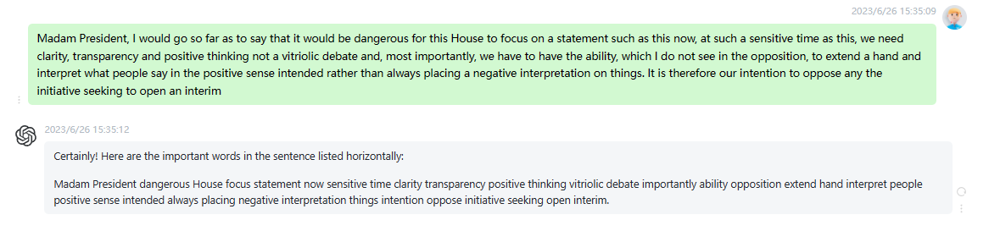 2023/6/26 15:35:09
Madam President, I would go so far as to say that it would be dangerous for this House to focus on a statement such as this now, at such a sensitive time as this, we need
clarity, transparency and positive thinking not a vitriolic debate and, most importantly, we have to have the ability, which I do not see in the opposition, to extend a hand and
interpret what people say in the positive sense intended rather than always placing a negative interpretation on things. It is therefore our intention to oppose any the
initiative seeking to open an interim
2023/6/26 15:35:12
Certainly! Here are the important words in the sentence listed horizontally:
Madam President dangerous House focus statement now sensitive time clarity transparency positive thinking vitriolic debate importantly ability opposition extend hand interpret people
positive sense intended always placing negative interpretation things intention oppose initiative seeking open interim.